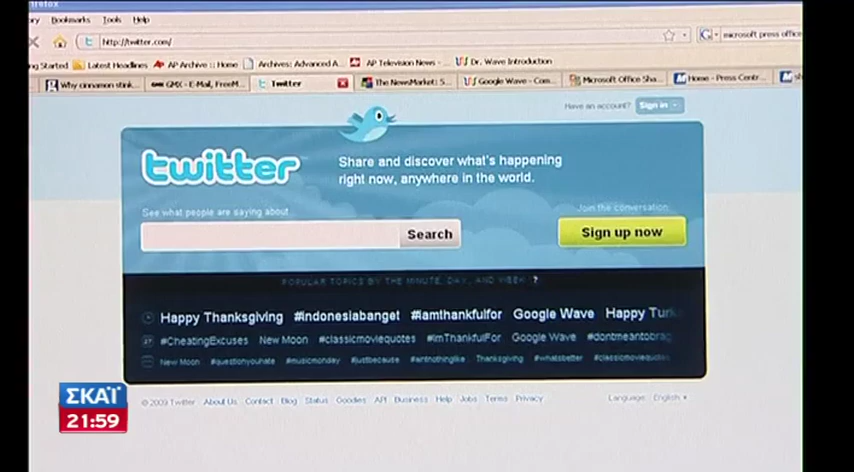 Bookmarks Tools Help
http://twitter.com/
microsoft press office
Latest Headlines AP Archive :: Home Archives: Advanced A... AP Television News - ... Dr. Wave Introduction
Why cinnamon stink... GMX - E-Mail, FreeM... Twitter The NewsMarket: S... Google Wave - Com... Microsoft Office Sha... Home - Press Centr...
Have an account? Sign in
twitter
Share and discover what's happening
right now, anywhere in the world.
See what people are saying about...
Join the conversation
Search
Sign up now
POPULAR TOPICS BY THE MINUTE, DAY, AND WEEK ?
Happy Thanksgiving #indonesiabanget #iamthankfulfor Google Wave Happy Turk
#CheatingExcuses New Moon #classicmoviequotes #ImThankfulFor Google Wave #dontmeantobrag
New Moon #questionyouhate #musicmonday #justbecause #aintnothinglike Thanksgiving #whatsbetter #classicmoviequotes
© 2009 Twitter About Us Contact Blog Status Goodies API Business Help Jobs Terms Privacy
Language: English
ΣΚΑΪ
21:59